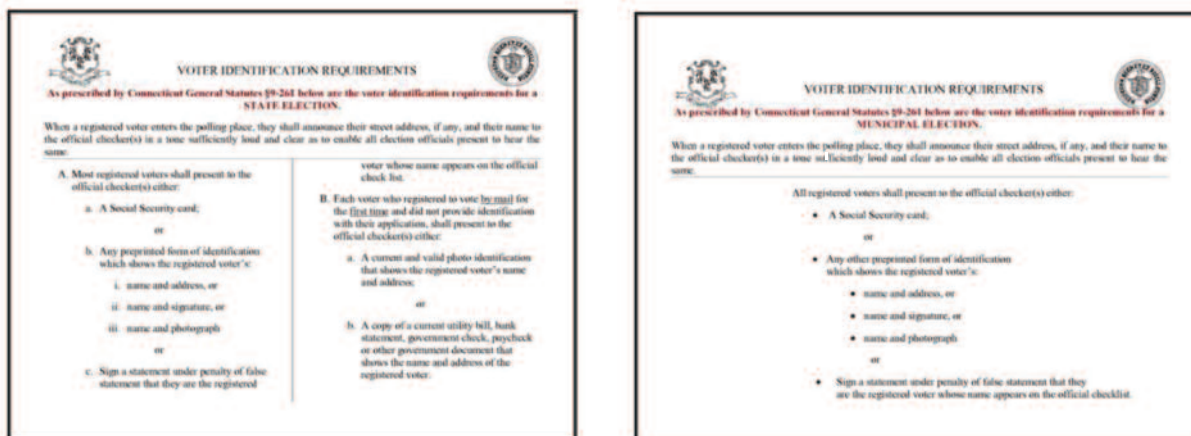 VOTER IDENTIFICATION REQUIREMENTS
As prescribed by Connecticut General Statutes §9-261 below are the voter identification requirements for a
STATE ELECTION.
When a registered voter enters the polling place, they shall announce their street address, if any, and their name to
the official checker(s) in a tone sufficiently loud and clear as to enable all election officials present to hear the
same.
A. Most registered voters shall present to the
official checker(s) either:
a. A Social Security card;
or
b. Any preprinted form of identification
which shows the registered voter's:
i. name and address, or
ii. name and signature, or
iii. name and photograph
or
c. Sign a statement under penalty of false
statement that they are the registered
voter whose name appears on the official
check list.
B. Each voter who registered to vote by mail for
the first time and did not provide identification
with their application, shall present to the
official checker(s) either:
a. A current and valid photo identification
that shows the registered voter's name
and address;
or
b. A copy of a current utility bill, bank
statement, government check, paycheck
or other government document that
shows the name and address of the
registered voter.
VOTER IDENTIFICATION REQUIREMENTS
As prescribed by Connecticut General Statutes §9-261 below are the voter identification requirements for a
MUNICIPAL ELECTION.
When a registered voter enters the polling place, they shall announce their street address, if any, and their name to
the official checker(s) in a tone su.ficiently loud and clear as to enable all election officials present to hear the
same.
All registered voters shall present to the official checker(s) either:
• A Social Security card;
or
• Any other preprinted form of identification
which shows the registered voter's:
• name and address, or
• name and signature, or
• name and photograph
or
• Sign a statement under penalty of false statement that they
are the registered voter whose name appears on the official checklist.